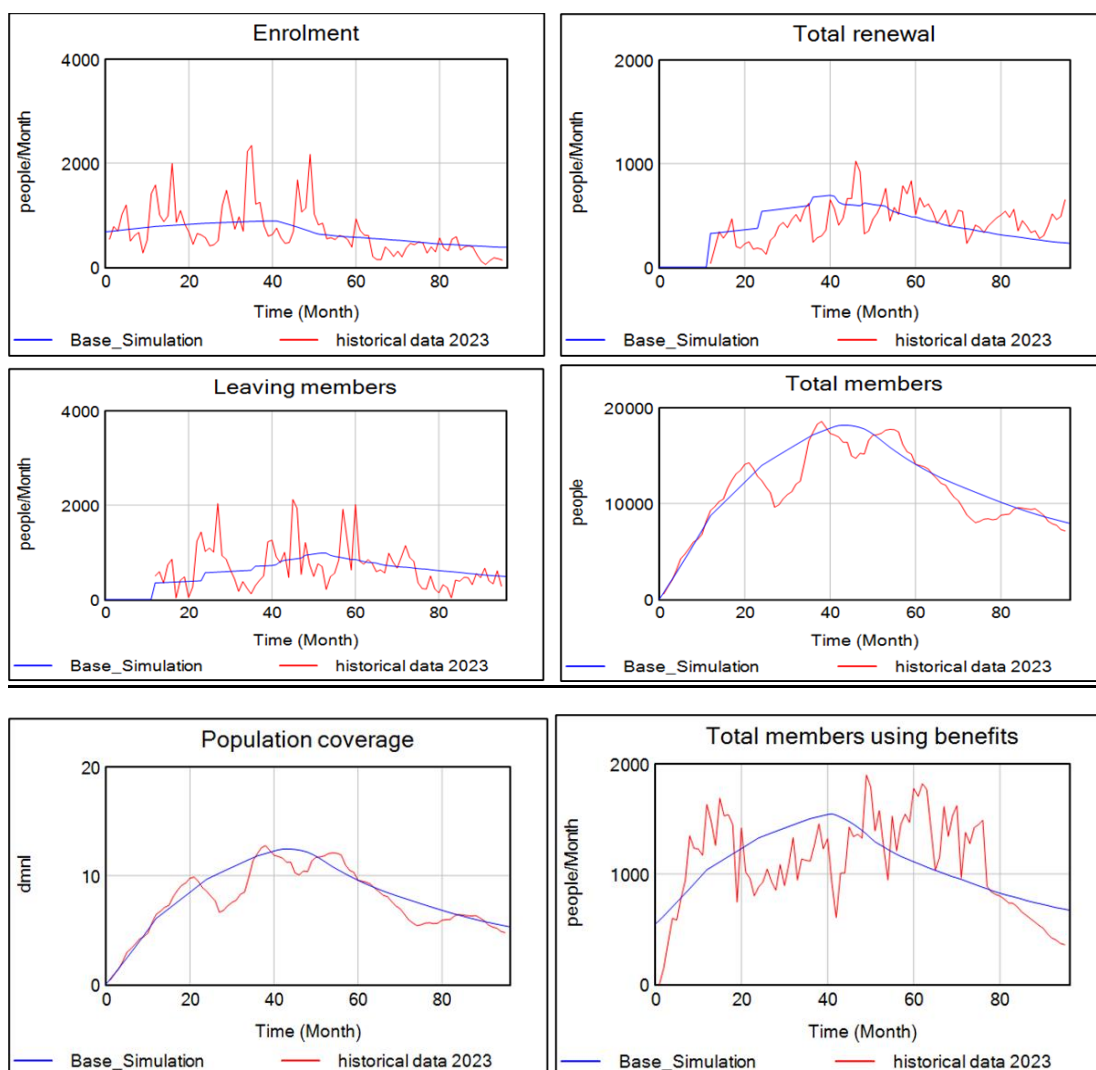 Enrolment
4000
2000
0
people/Month
0 20 40 60 80
Time (Month)
Base_Simulation historical data 2023
Total renewal
2000
1000
0
people/Month
0 20 40 60 80
Time (Month)
Base_Simulation historical data 2023
Leaving members
4000
2000
0
people/Month
0 20 40 60 80
Time (Month)
Base_Simulation historical data 2023
Total members
20000
10000
0
people
0 20 40 60 80
Time (Month)
Base_Simulation historical data 2023
Population coverage
20
10
0
dmnl
0 20 40 60 80
Time (Month)
Base_Simulation historical data 2023
Total members using benefits
2000
1000
0
people/Month
0 20 40 60 80
Time (Month)
Base_Simulation historical data 2023